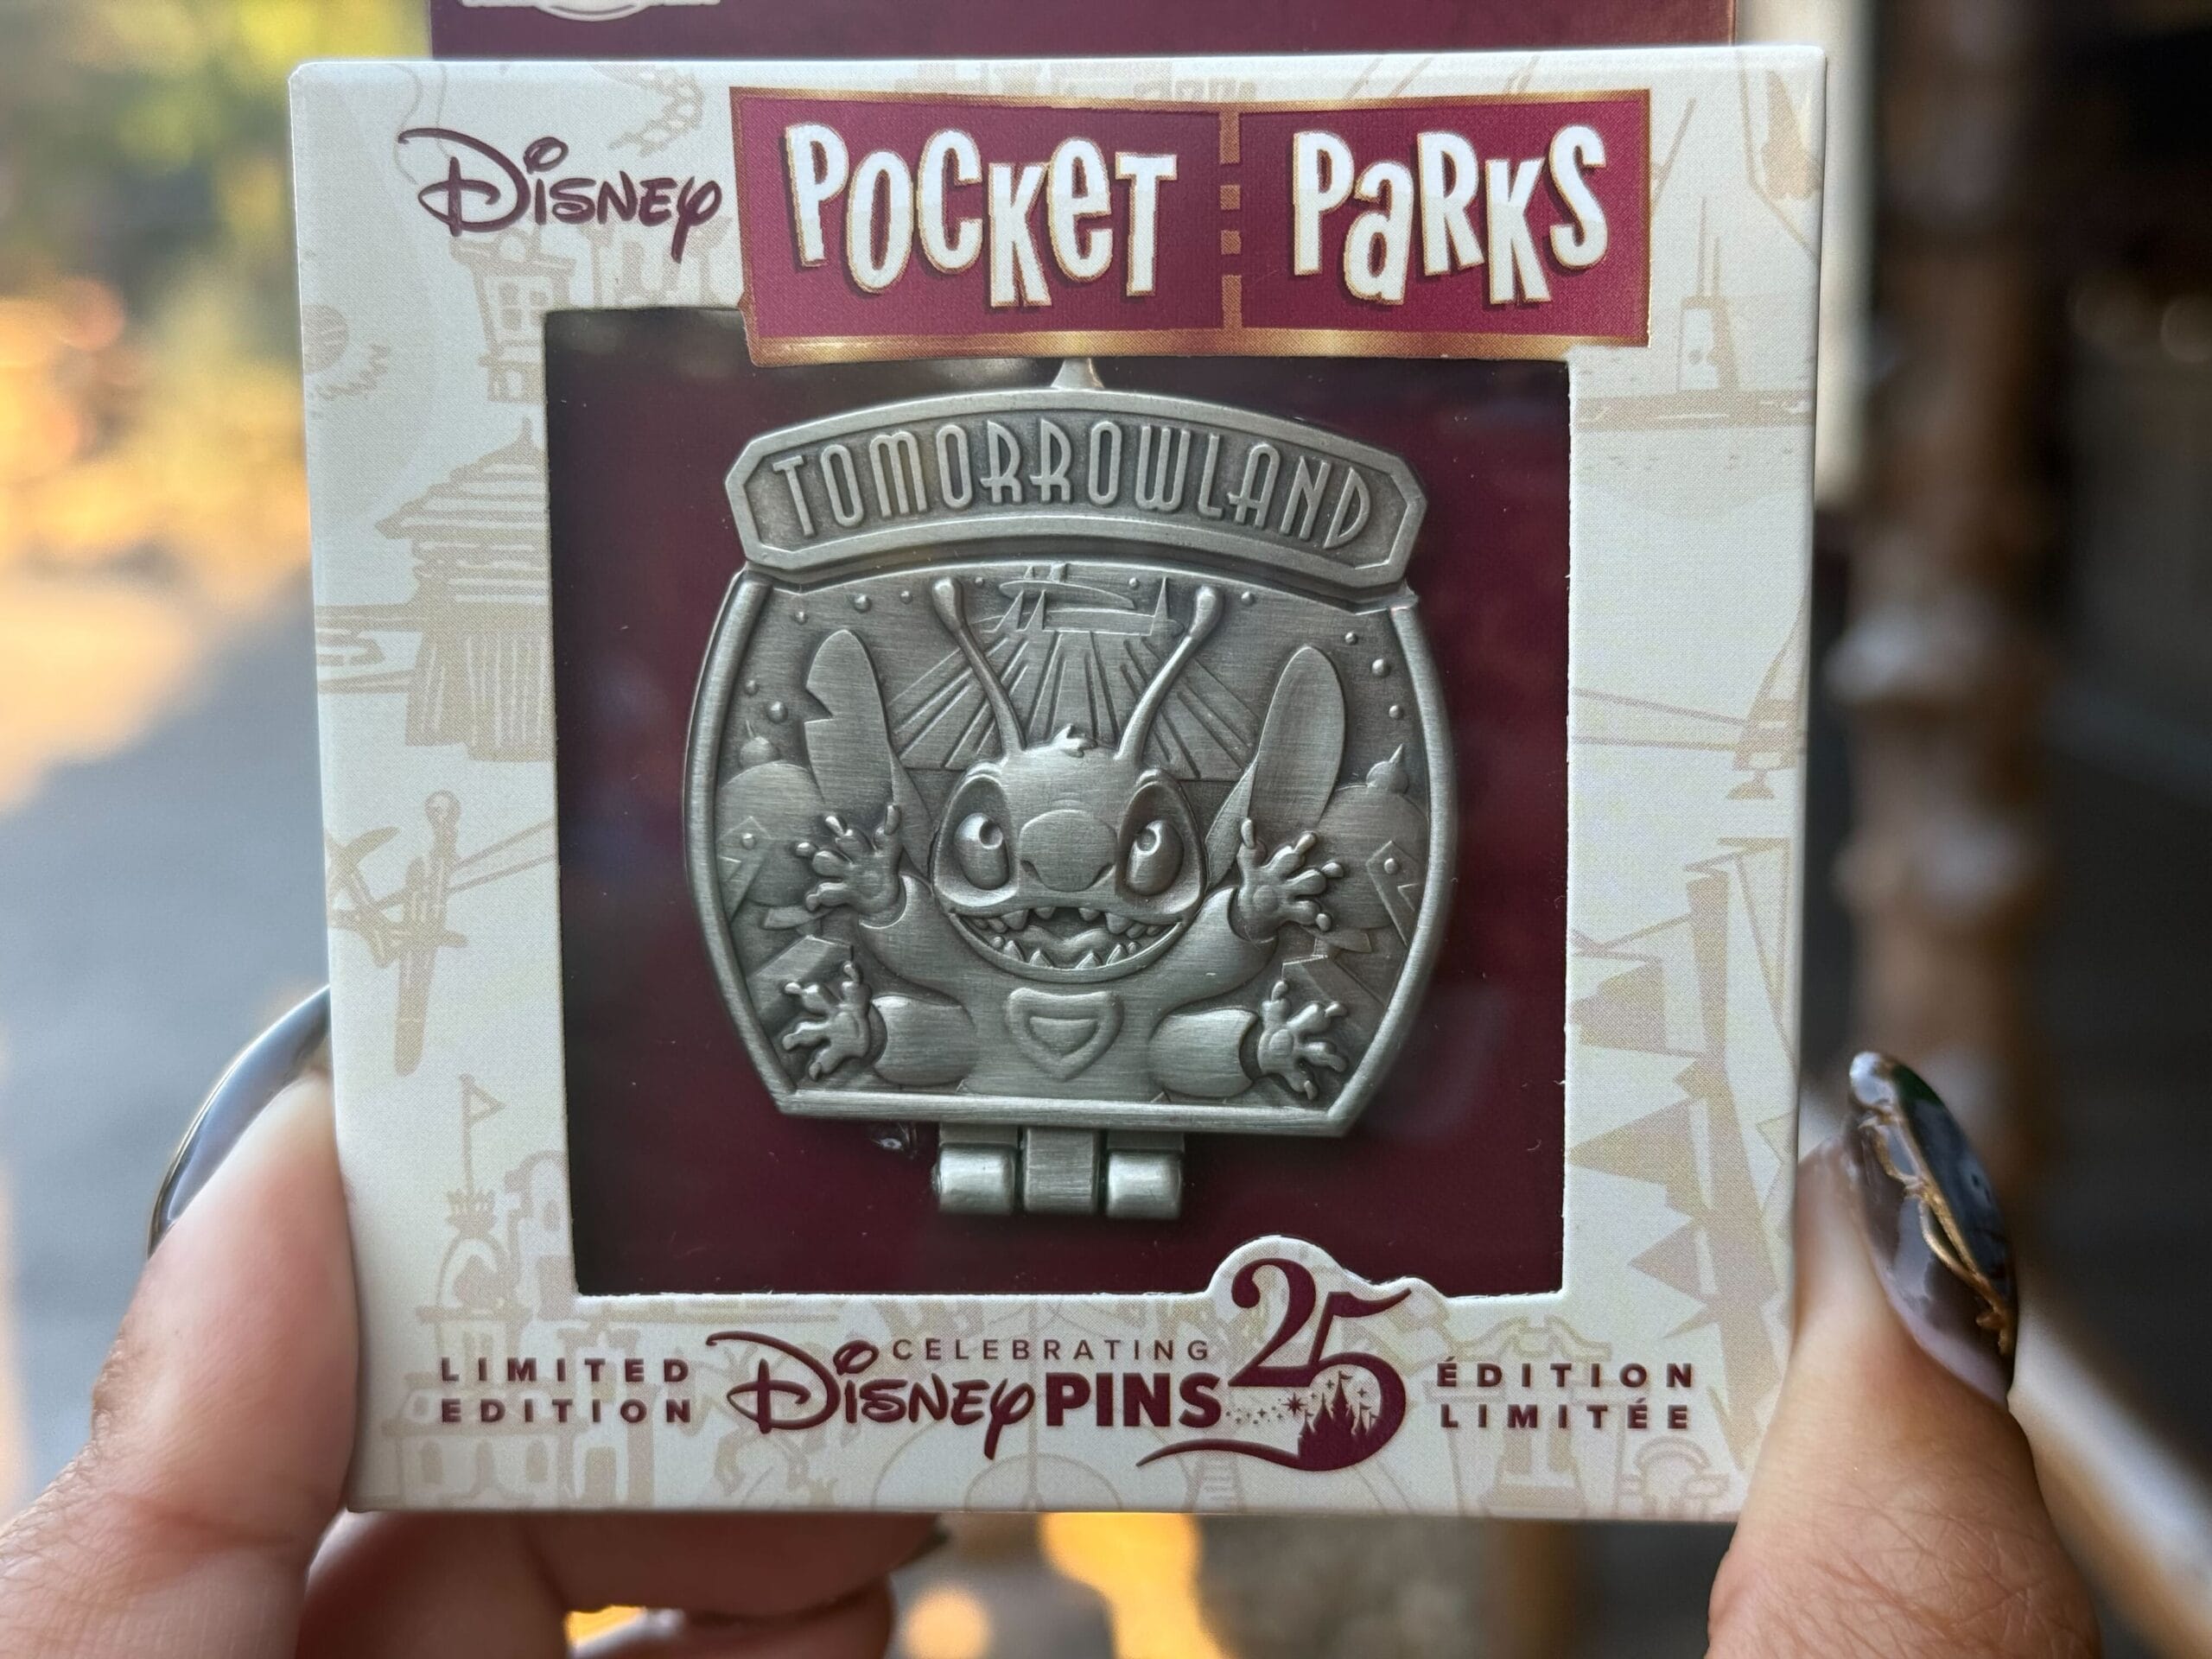 Disney
POCKET PARKS
TOMORROWLAND
CELEBRATING
Disney PINS 25
LIMITED
EDITION
ÉDITION
LIMITÉE